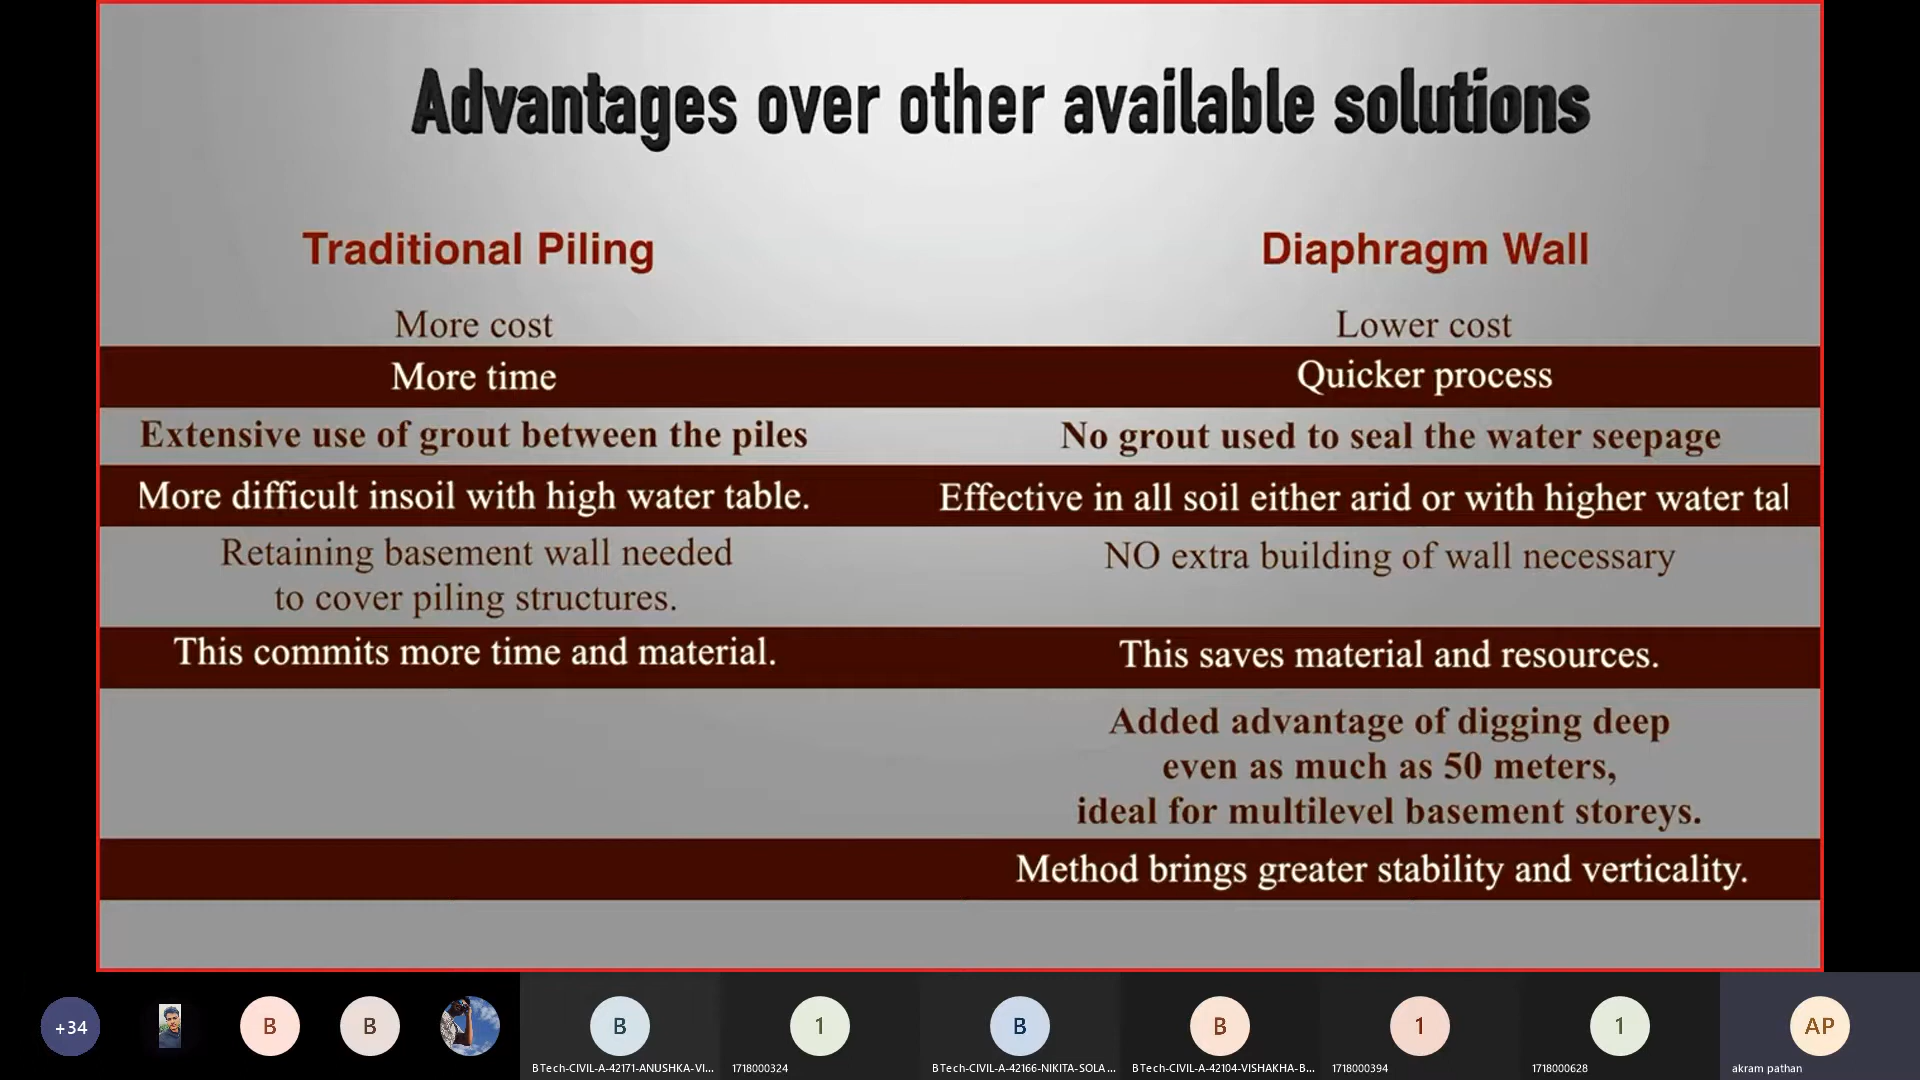 Advantages over other available solutions
Traditional Piling
Diaphragm Wall
More cost
Lower cost
More time
Quicker process
Extensive use of grout between the piles
No grout used to seal the water seepage
More difficult insoil with high water table.
Effective in all soil either arid or with higher water tal
Retaining basement wall needed
to cover piling structures.
NO extra building of wall necessary
This commits more time and material.
This saves material and resources.
Added advantage of digging deep
even as much as 50 meters,
ideal for multilevel basement storeys.
Method brings greater stability and verticality.
+34
B
B
B
1
B
B
1
1
AP
BTech-CIVIL-A-42171-ANUSHKA-VI...
1718000324
BTech-CIVIL-A-42166-NIKITA-SOLA...
BTech-CIVIL-A-42104-VISHAKHA-B...
1718000394
1718000628
akram pathan